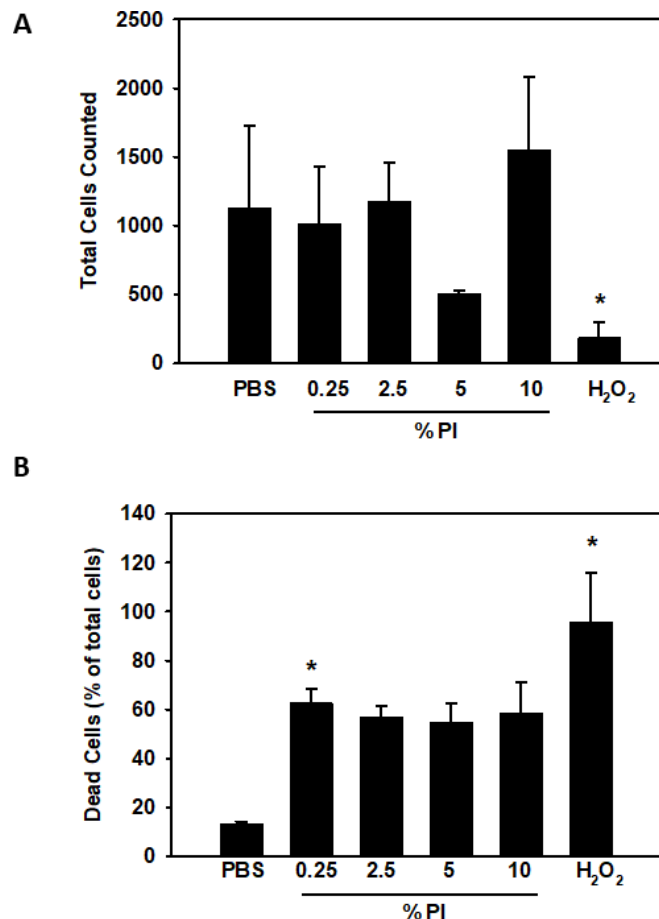 A
2500
2000
1500
1000
500
0
Total Cells Counted
*
PBS 0.25 2.5 5 10 H₂O₂
% PI
B
140
120
100
80
60
40
20
0
Dead Cells (% of total cells)
*
*
PBS 0.25 2.5 5 10 H₂O₂
% PI